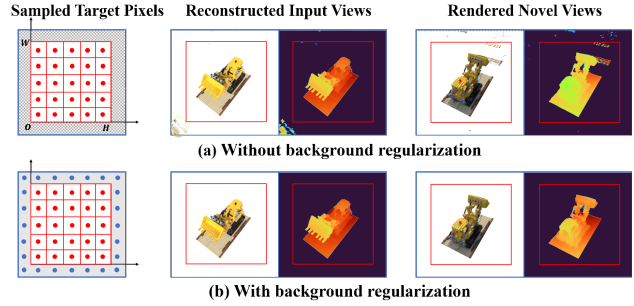 Sampled Target Pixels Reconstructed Input Views Rendered Novel Views
W
O H
(a) Without background regularization
(b) With background regularization